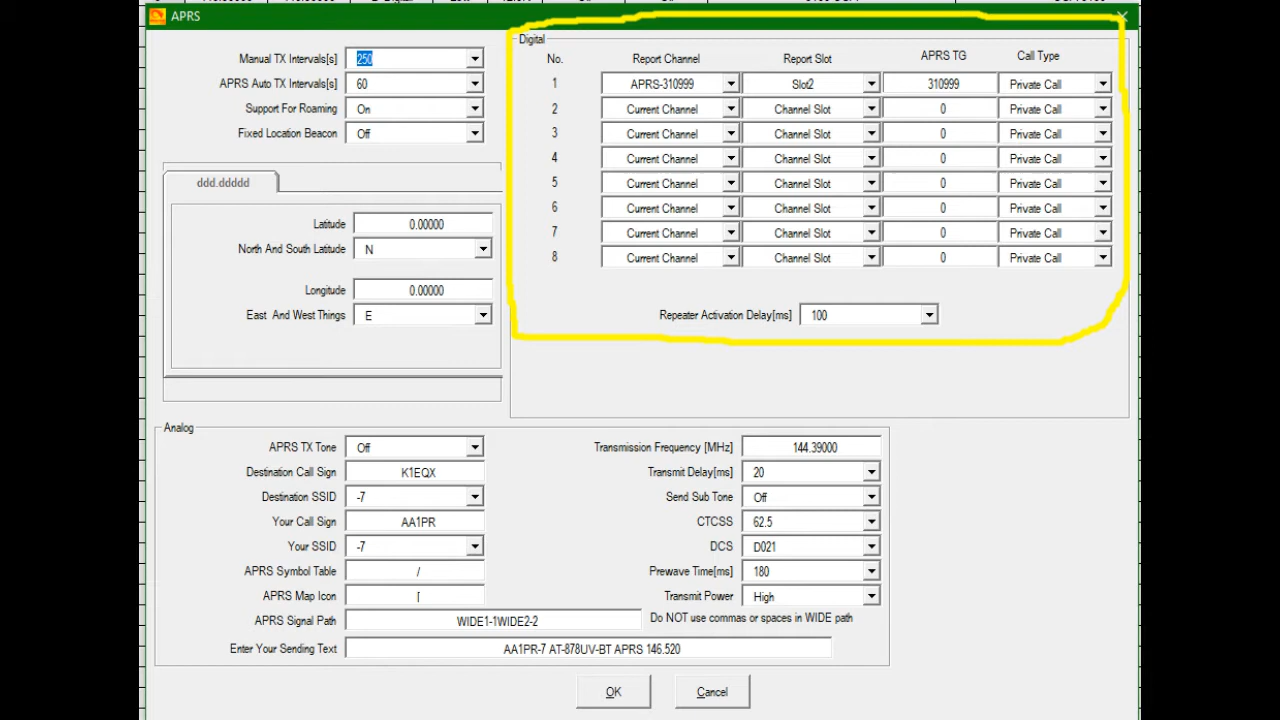 APRS
Manual TX Intervals[s] 250
APRS Auto TX Intervals[s] 60
Support For Roaming On
Fixed Location Beacon Off
ddd.ddddd
Latitude 0.00000
North And South Latitude N
Longitude 0.00000
East And West Things E
Digital
No. Report Channel Report Slot APRS TG Call Type
1 APRS-310999 Slot2 310999 Private Call
2 Current Channel Channel Slot 0 Private Call
3 Current Channel Channel Slot 0 Private Call
4 Current Channel Channel Slot 0 Private Call
5 Current Channel Channel Slot 0 Private Call
6 Current Channel Channel Slot 0 Private Call
7 Current Channel Channel Slot 0 Private Call
8 Current Channel Channel Slot 0 Private Call
Repeater Activation Delay[ms] 100
Analog
APRS TX Tone Off
Destination Call Sign K1EQX
Destination SSID -7
Your Call Sign AA1PR
Your SSID -7
APRS Symbol Table /
APRS Map Icon [
APRS Signal Path WIDE1-1WIDE2-2
Enter Your Sending Text AA1PR-7 AT-878UV-BT APRS 146.520
Transmission Frequency [MHz] 144.39000
Transmit Delay[ms] 20
Send Sub Tone Off
CTCSS 62.5
DCS D021
Prewave Time[ms] 180
Transmit Power High
Do NOT use commas or spaces in WIDE path
OK Cancel